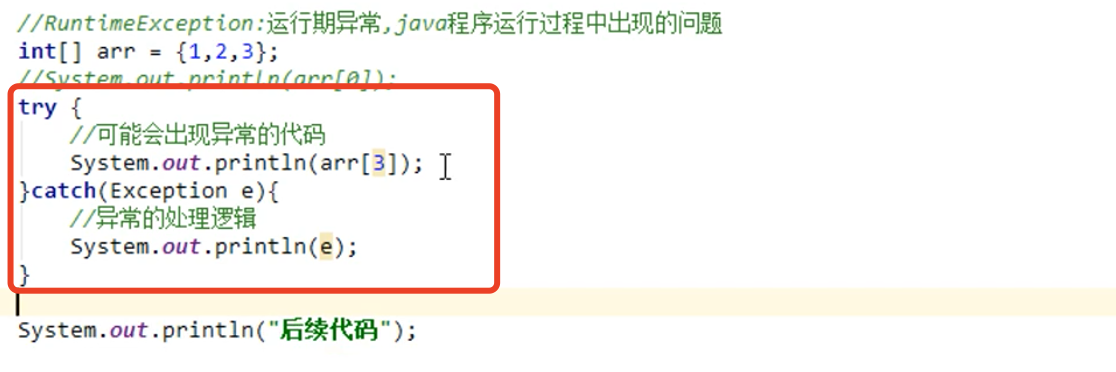 //RuntimeException:运行期异常,java程序运行过程中出现的问题
int[] arr = {1,2,3};
//System.out.println(arr[0]);
try {
//可能会出现异常的代码
System.out.println(arr[3]);
}catch(Exception e){
//异常的处理逻辑
System.out.println(e);
}
System.out.println("后续代码");